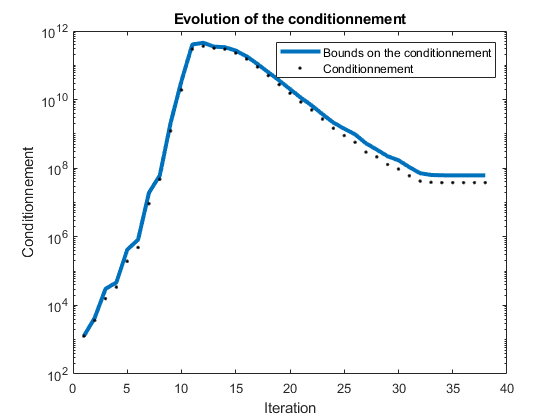 Evolution of the conditionnement
Bounds on the conditionnement
Conditionnement
Conditionnement
10^12
10^10
10^8
10^6
10^4
10^2
0 5 10 15 20 25 30 35 40
Iteration